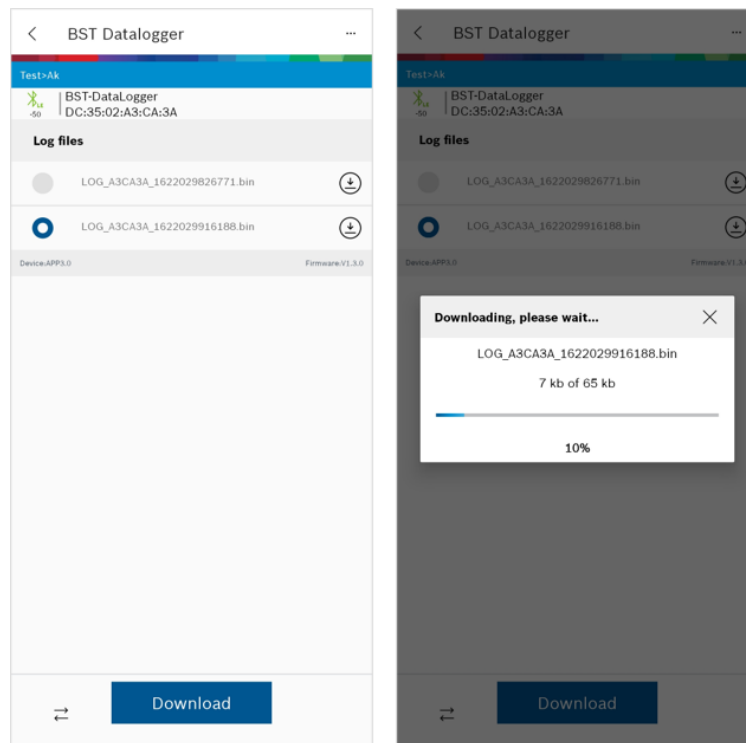 BST Datalogger
...
Test>Ak
BST-DataLogger
-50
DC:35:02:A3:CA:3A
Log files
LOG_A3CA3A_1622029826771.bin
LOG_A3CA3A_1622029916188.bin
Device:APP3.0 Firmware:V1.3.0
Download
BST Datalogger
...
Test>Ak
BST-DataLogger
-50
DC:35:02:A3:CA:3A
Log files
LOG_A3CA3A_1622029826771.bin
LOG_A3CA3A_1622029916188.bin
Device:APP3.0 Firmware:V1.3.0
Downloading, please wait...
LOG_A3CA3A_1622029916188.bin
7 kb of 65 kb
10%
Download